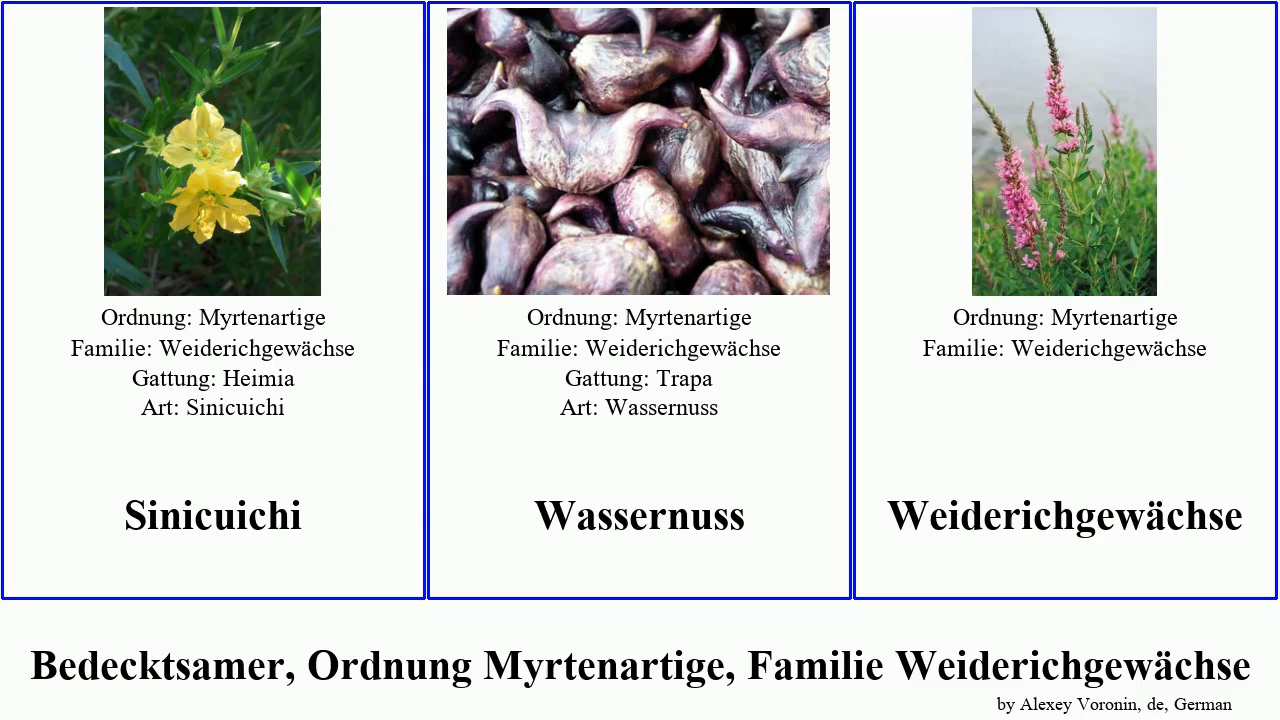 Ordnung: Myrtenartige
Familie: Weiderichgewächse
Gattung: Heimia
Art: Sinicuichi
Sinicuichi
Ordnung: Myrtenartige
Familie: Weiderichgewächse
Gattung: Trapa
Art: Wassernuss
Wassernuss
Ordnung: Myrtenartige
Familie: Weiderichgewächse
Weiderichgewächse
Bedecktsamer, Ordnung Myrtenartige, Familie Weiderichgewächse
by Alexey Voronin, de, German